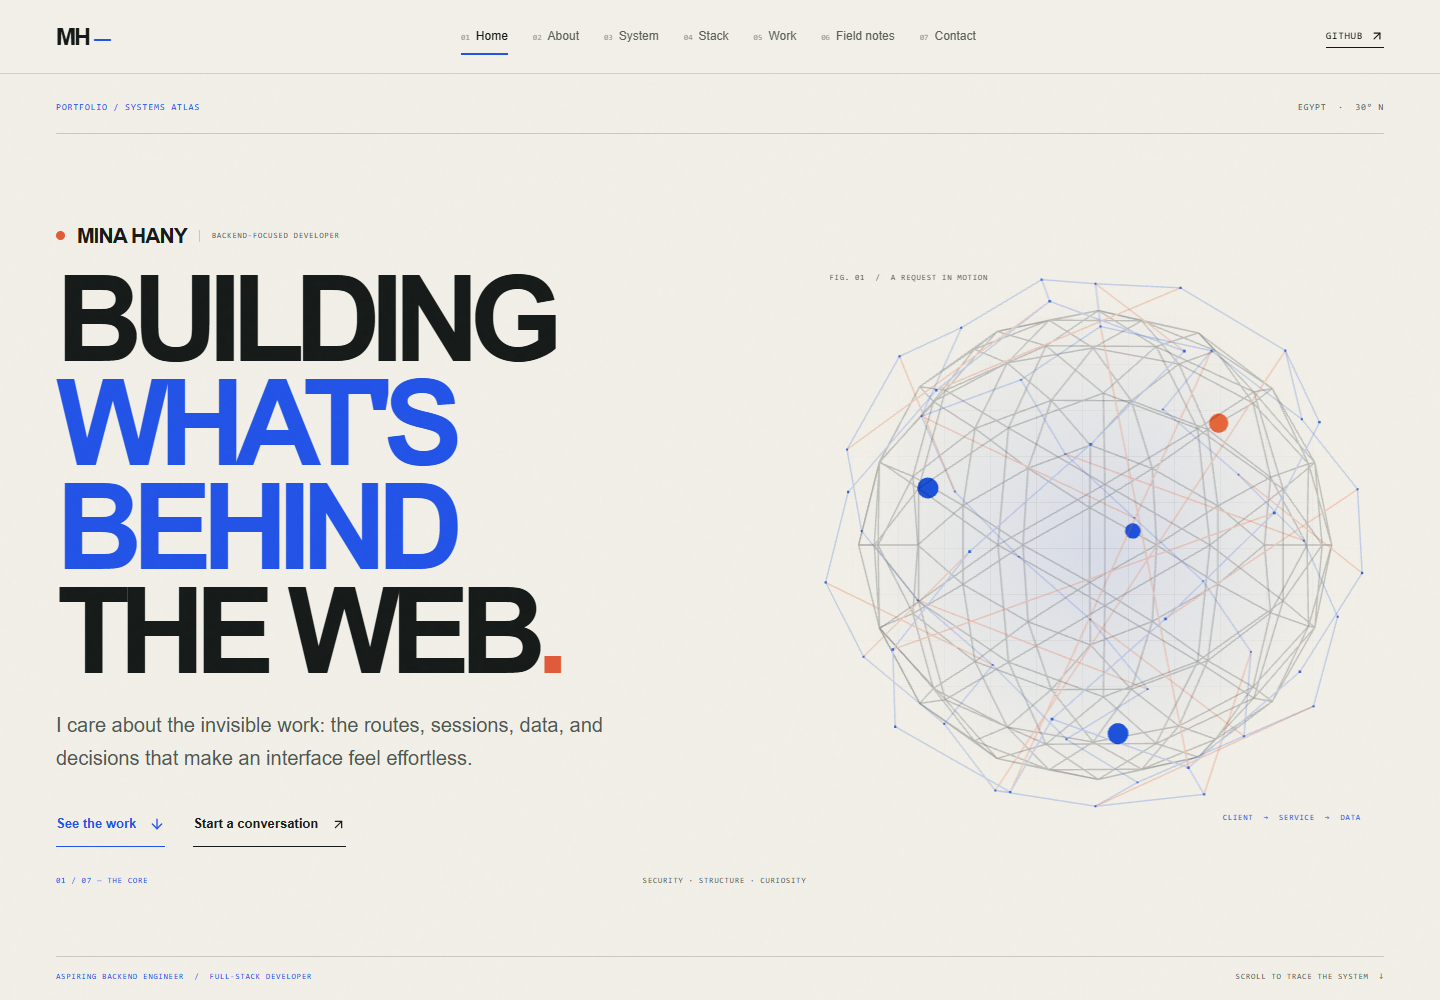 MH
01 Home 02 About 03 System 04 Stack 05 Work 06 Field notes 07 Contact
GITHUB ↗
PORTFOLIO / SYSTEMS ATLAS
EGYPT · 30° N
MINA HANY | BACKEND-FOCUSED DEVELOPER
BUILDING
WHAT'S
BEHIND
THE WEB.
I care about the invisible work: the routes, sessions, data, and
decisions that make an interface feel effortless.
See the work ↓
Start a conversation ↗
FIG. 01 / A REQUEST IN MOTION
CLIENT → SERVICE → DATA
01 / 07 — THE CORE
SECURITY · STRUCTURE · CURIOSITY
ASPIRING BACKEND ENGINEER / FULL-STACK DEVELOPER
SCROLL TO TRACE THE SYSTEM ↓